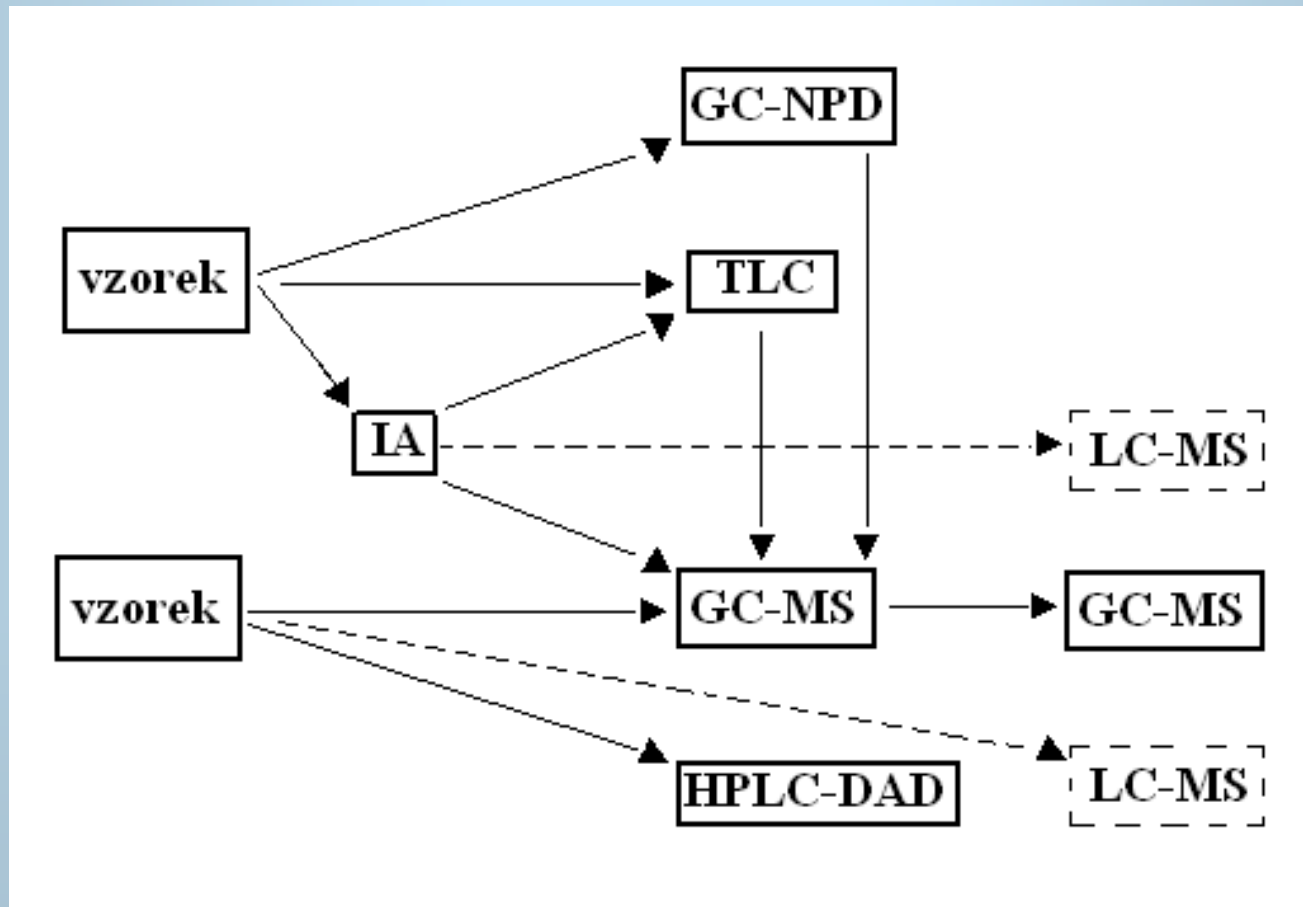 GC-NPD
vzorek
TLC
IA
LC-MS
vzorek
GC-MS
GC-MS
HPLC-DAD
LC-MS